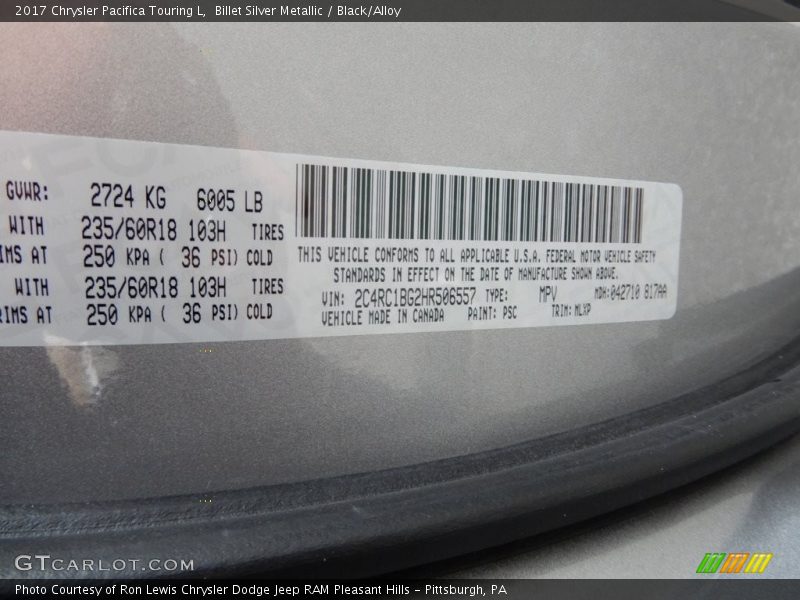 2017 Chrysler Pacifica Touring L, Billet Silver Metallic / Black/Alloy
GVWR: 2724 KG 6005 LB
WITH 235/60R18 103H TIRES
IMS AT 250 KPA ( 36 PSI) COLD
WITH 235/60R18 103H TIRES
RIMS AT 250 KPA ( 36 PSI) COLD
THIS VEHICLE CONFORMS TO ALL APPLICABLE U.S.A. FEDERAL MOTOR VEHICLE SAFETY
STANDARDS IN EFFECT ON THE DATE OF MANUFACTURE SHOWN ABOVE.
VIN: 2C4RC1BG2HR506557 TYPE: MPV MDH:042710 817AA
VEHICLE MADE IN CANADA PAINT: PSC TRIM: MLXP
GTCARLOT.COM
Photo Courtesy of Ron Lewis Chrysler Dodge Jeep RAM Pleasant Hills - Pittsburgh, PA